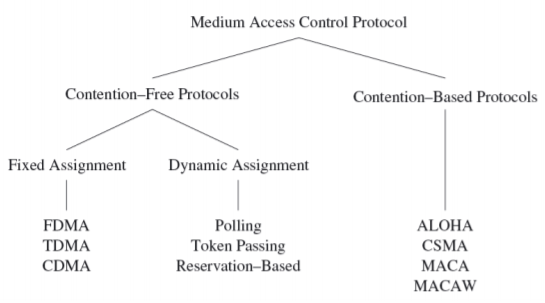 Medium Access Control Protocol
Contention–Free Protocols
Contention–Based Protocols
Fixed Assignment
Dynamic Assignment
FDMA
TDMA
CDMA
Polling
Token Passing
Reservation–Based
ALOHA
CSMA
MACA
MACAW